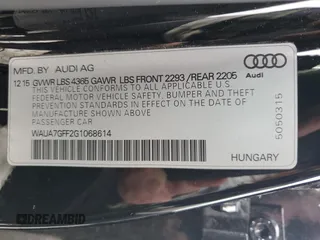 MFD. BY AUDI AG
12 15 GVWR LBS 4365 GAWR LBS FRONT 2293 /REAR 2205
THIS VEHICLE CONFORMS TO ALL APPLICABLE U.S.
FEDERAL MOTOR VEHICLE SAFETY, BUMPER AND THEFT
PREVENTION STANDARDS IN EFFECT ON THE DATE
OF MANUFACTURE SHOWN ABOVE.
PASSENGER CAR
WAUA7GFF2G1068614
HUNGARY
Audi
5050315
DREAMBID